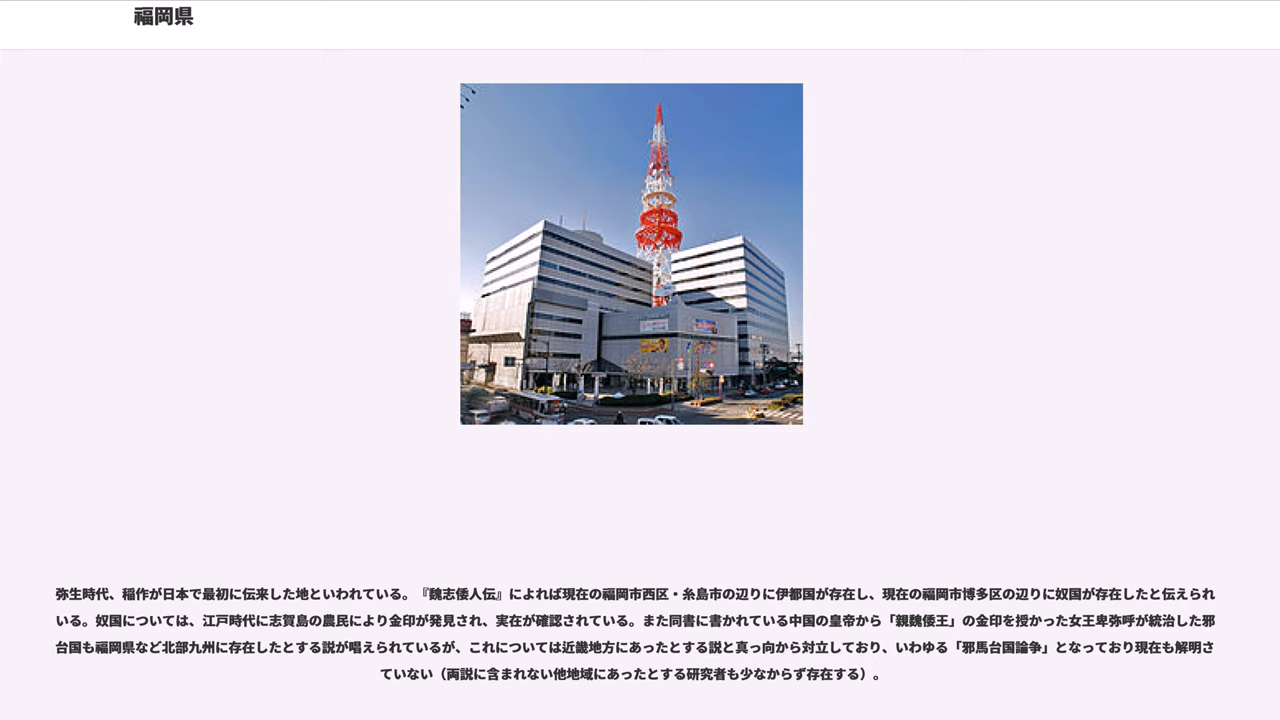 福岡県
弥生時代、稲作が日本で最初に伝来した地といわれている。『魏志倭人伝』によれば現在の福岡市西区・糸島市の辺りに伊都国が存在し、現在の福岡市博多区の辺りに奴国が存在したと伝えられ
いる。奴国については、江戸時代に志賀島の農民により金印が発見され、実在が確認されている。また同書に書かれている中国の皇帝から「親魏倭王」の金印を授かった女王卑弥呼が統治した邪
台国も福岡県など北部九州に存在したとする説が唱えられているが、これについては近畿地方にあったとする説と真っ向から対立しており、いわゆる「邪馬台国論争」となっており現在も解明さ
ていない（両説に含まれない他地域にあったとする研究者も少なからず存在する）。